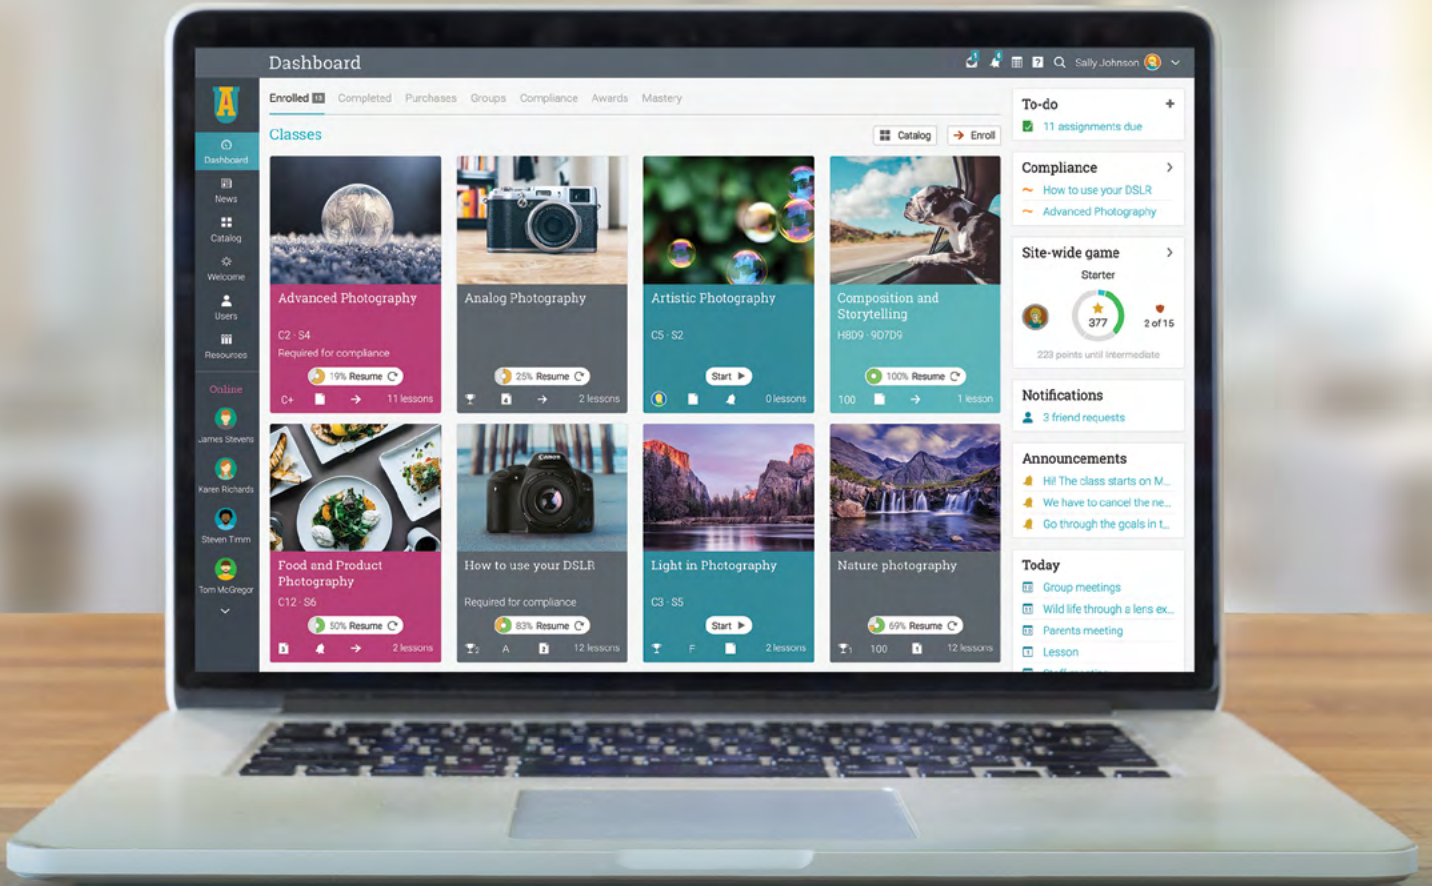 Dashboard
Sally Johnson
A
Dashboard
News
Catalog
Welcome
Users
Resources
Online
James Stevens
Karen Richards
Steven Timm
Tom McGregor
Enrolled 13 Completed Purchases Groups Compliance Awards Mastery
Classes
Catalog
Enroll
Advanced Photography
C2 · S4
Required for compliance
19% Resume
C+ 11 lessons
Analog Photography
25% Resume
2 lessons
Artistic Photography
C5 · S2
Start
0 lessons
Composition and
Storytelling
H8D9 · 9D7D9
100% Resume
100 1 lesson
Food and Product
Photography
C12 · S6
50% Resume
2 lessons
Canon
How to use your DSLR
Required for compliance
83% Resume
2 A 2 12 lessons
Light in Photography
C3 · S5
Start
F 2 lessons
Nature photography
69% Resume
1 100 1 12 lessons
To-do
11 assignments due
Compliance
How to use your DSLR
Advanced Photography
Site-wide game
Starter
377
2 of 15
223 points until intermediate
Notifications
3 friend requests
Announcements
Hi! The class starts on M...
We have to cancel the ne...
Go through the goals in t...
Today
Group meetings
Wild life through a lens ex...
Parents meeting
Lesson